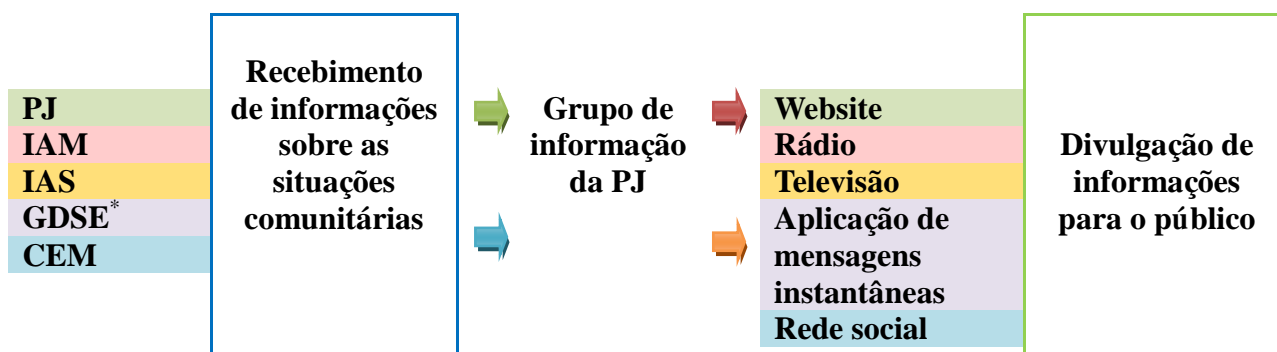 PJ
IAM
IAS
GDSE*
CEM
Recebimento
de informações
sobre as
situações
comunitárias
Grupo de
informação
da PJ
Website
Rádio
Televisão
Aplicação de
mensagens
instantâneas
Rede social
Divulgação de
informações
para o público